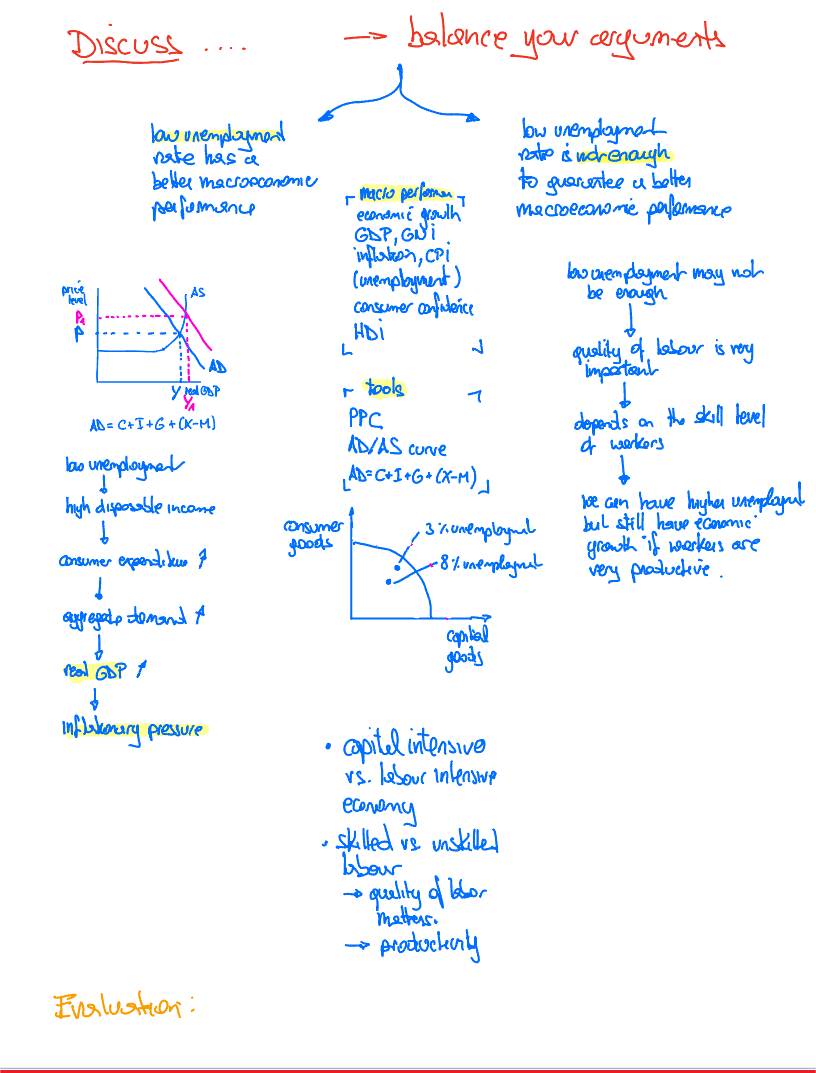 Discuss .... → balance your arguments
low unemployment
rate has a
better macroeconomic
performance
low unemployment
rate is not enough
to guarantee a better
macroeconomic performance
macro performer
economic growth
GDP, GNi
inflation, CPi
(unemployment)
consumer confidence
HDi
tools
PPC
AD/AS curve
AD=C+I+G+(X-M)
price
level
P1
P
AS
AD
Y real GDP
Y1
AD=C+I+G+(X-M)
low unemployment
high disposable income
consumer expenditure ↑
aggregate demand ↑
real GDP ↑
inflationary pressure
consumer
goods
3% unemployment
8% unemployment
capital
goods
low unemployment may not
be enough
quality of labour is very
important
depends on the skill level
of workers
We can have higher unemployment
but still have economic
growth if workers are
very productive.
• capital intensive
vs. labour intensive
economy
• skilled vs. unskilled
labour
→ quality of labor
matters.
→ productivity
Evaluation: